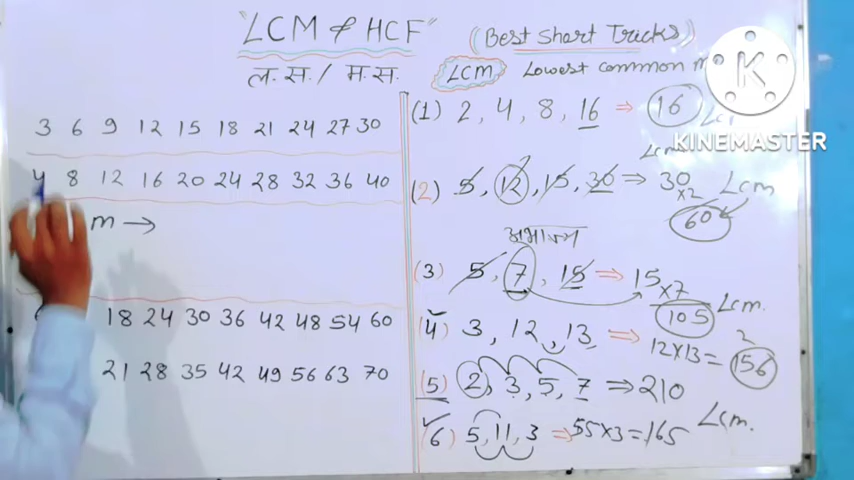 "LCM & HCF"
(Best Short Tricks)
ल.स. / म.स.
LCM Lowest common m
3 6 9 12 15 18 21 24 27 30
4 8 12 16 20 24 28 32 36 40
m →
18 24 30 36 42 48 54 60
21 28 35 42 49 56 63 70
(1) 2, 4, 8, 16 ⇒ 16 Lcm
K
KINEMASTER
(2) 5, 12, 15, 30 ⇒ 30 Lcm
×2
60
अभाज्य
(3) 5, 7, 15 ⇒ 15×7
105 Lcm.
(4) 3, 12, 13 ⇒ 12×13= 156
(5) 2, 3, 5, 7 ⇒ 210
(6) 5, 11, 3 ⇒ 55×3=165 Lcm.